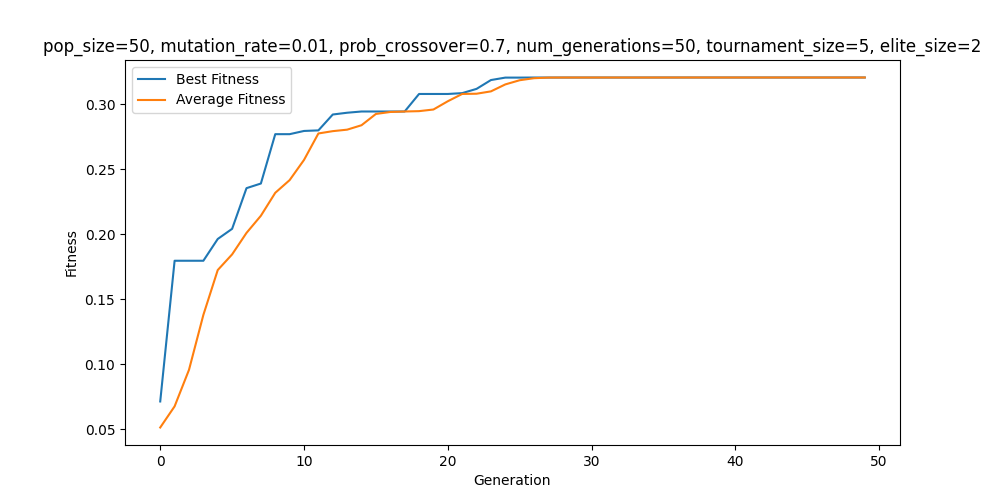 pop_size=50, mutation_rate=0.01, prob_crossover=0.7, num_generations=50, tournament_size=5, elite_size=2
Best Fitness
Average Fitness
0.30
0.25
0.20
0.15
0.10
0.05
Fitness
0 10 20 30 40 50
Generation